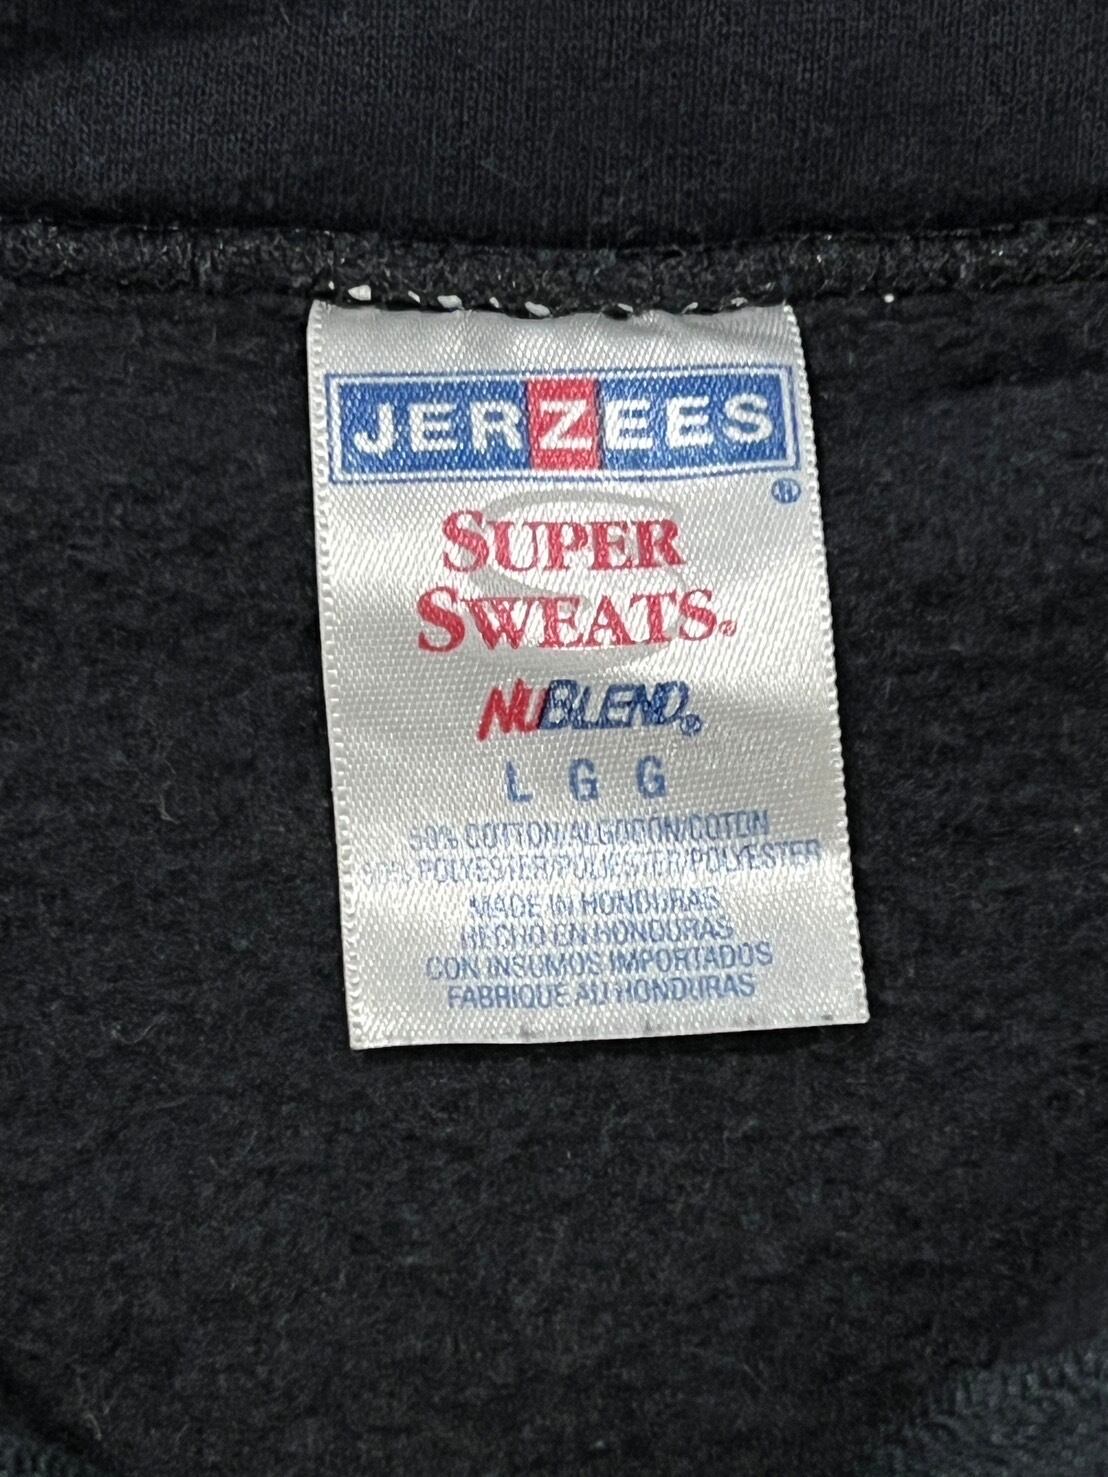 JERZEES
®
SUPER
SWEATS®
NUBLEND®
L G G
50% COTTON/ALGODON/COTON
50% POLYESTER/POLIESTER/POLYESTER
MADE IN HONDURAS
HECHO EN HONDURAS
CON INSUMOS IMPORTADOS
FABRIQUE AU HONDURAS